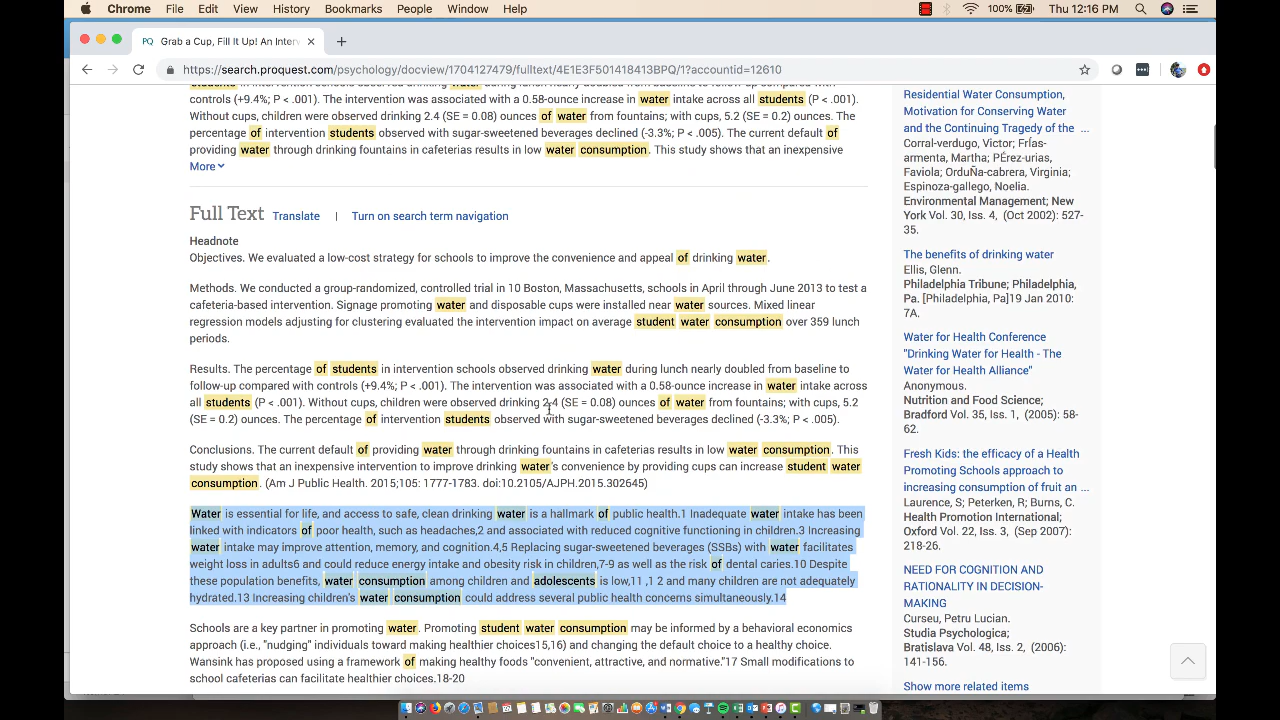 Chrome File Edit View History Bookmarks People Window Help 100% Thu 12:16 PM
PQ Grab a Cup, Fill It Up! An Interv
https://search.proquest.com/psychology/docview/1704127479/fulltext/4E1E3F501418413BPQ/1?accountid=12610
controls (+9.4%; P < .001). The intervention was associated with a 0.58-ounce increase in water intake across all students (P < .001).
Without cups, children were observed drinking 2.4 (SE = 0.08) ounces of water from fountains; with cups, 5.2 (SE = 0.2) ounces. The
percentage of intervention students observed with sugar-sweetened beverages declined (-3.3%; P < .005). The current default of
providing water through drinking fountains in cafeterias results in low water consumption. This study shows that an inexpensive
More
Full Text Translate | Turn on search term navigation
Headnote
Objectives. We evaluated a low-cost strategy for schools to improve the convenience and appeal of drinking water.
Methods. We conducted a group-randomized, controlled trial in 10 Boston, Massachusetts, schools in April through June 2013 to test a
cafeteria-based intervention. Signage promoting water and disposable cups were installed near water sources. Mixed linear
regression models adjusting for clustering evaluated the intervention impact on average student water consumption over 359 lunch
periods.
Results. The percentage of students in intervention schools observed drinking water during lunch nearly doubled from baseline to
follow-up compared with controls (+9.4%; P < .001). The intervention was associated with a 0.58-ounce increase in water intake across
all students (P < .001). Without cups, children were observed drinking 2.4 (SE = 0.08) ounces of water from fountains; with cups, 5.2
(SE = 0.2) ounces. The percentage of intervention students observed with sugar-sweetened beverages declined (-3.3%; P < .005).
Conclusions. The current default of providing water through drinking fountains in cafeterias results in low water consumption. This
study shows that an inexpensive intervention to improve drinking water's convenience by providing cups can increase student water
consumption. (Am J Public Health. 2015;105: 1777-1783. doi:10.2105/AJPH.2015.302645)
Water is essential for life, and access to safe, clean drinking water is a hallmark of public health.1 Inadequate water intake has been
linked with indicators of poor health, such as headaches,2 and associated with reduced cognitive functioning in children.3 Increasing
water intake may improve attention, memory, and cognition.4,5 Replacing sugar-sweetened beverages (SSBs) with water facilitates
weight loss in adults6 and could reduce energy intake and obesity risk in children,7-9 as well as the risk of dental caries.10 Despite
these population benefits, water consumption among children and adolescents is low,11 ,1 2 and many children are not adequately
hydrated.13 Increasing children's water consumption could address several public health concerns simultaneously.14
Schools are a key partner in promoting water. Promoting student water consumption may be informed by a behavioral economics
approach (i.e., "nudging" individuals toward making healthier choices15,16) and changing the default choice to a healthy choice.
Wansink has proposed using a framework of making healthy foods "convenient, attractive, and normative."17 Small modifications to
school cafeterias can facilitate healthier choices.18-20
Residential Water Consumption,
Motivation for Conserving Water
and the Continuing Tragedy of the ...
Corral-verdugo, Victor; Frías-
armenta, Martha; PÉrez-urias,
Faviola; OrduÑa-cabrera, Virginia;
Espinoza-gallego, Noelia.
Environmental Management; New
York Vol. 30, Iss. 4, (Oct 2002): 527-
35.
The benefits of drinking water
Ellis, Glenn.
Philadelphia Tribune; Philadelphia,
Pa. [Philadelphia, Pa]19 Jan 2010:
7A.
Water for Health Conference
"Drinking Water for Health - The
Water for Health Alliance"
Anonymous.
Nutrition and Food Science;
Bradford Vol. 35, Iss. 1, (2005): 58-
62.
Fresh Kids: the efficacy of a Health
Promoting Schools approach to
increasing consumption of fruit an ...
Laurence, S; Peterken, R; Burns, C.
Health Promotion International;
Oxford Vol. 22, Iss. 3, (Sep 2007):
218-26.
NEED FOR COGNITION AND
RATIONALITY IN DECISION-
MAKING
Curseu, Petru Lucian.
Studia Psychologica;
Bratislava Vol. 48, Iss. 2, (2006):
141-156.
Show more related items